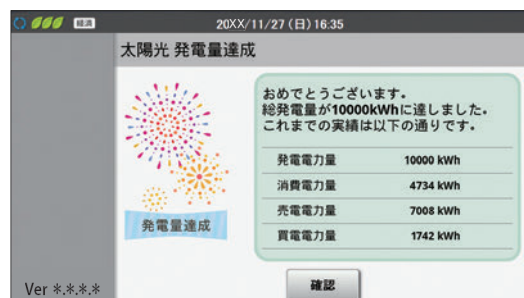 経済
20XX/11/27 (日) 16:35
太陽光 発電量達成
おめでとうございます。
総発電量が10000kWhに達しました。
これまでの実績は以下の通りです。
発電電力量 10000 kWh
消費電力量 4734 kWh
売電電力量 7008 kWh
買電電力量 1742 kWh
発電量達成
確認
Ver *.*.*.*